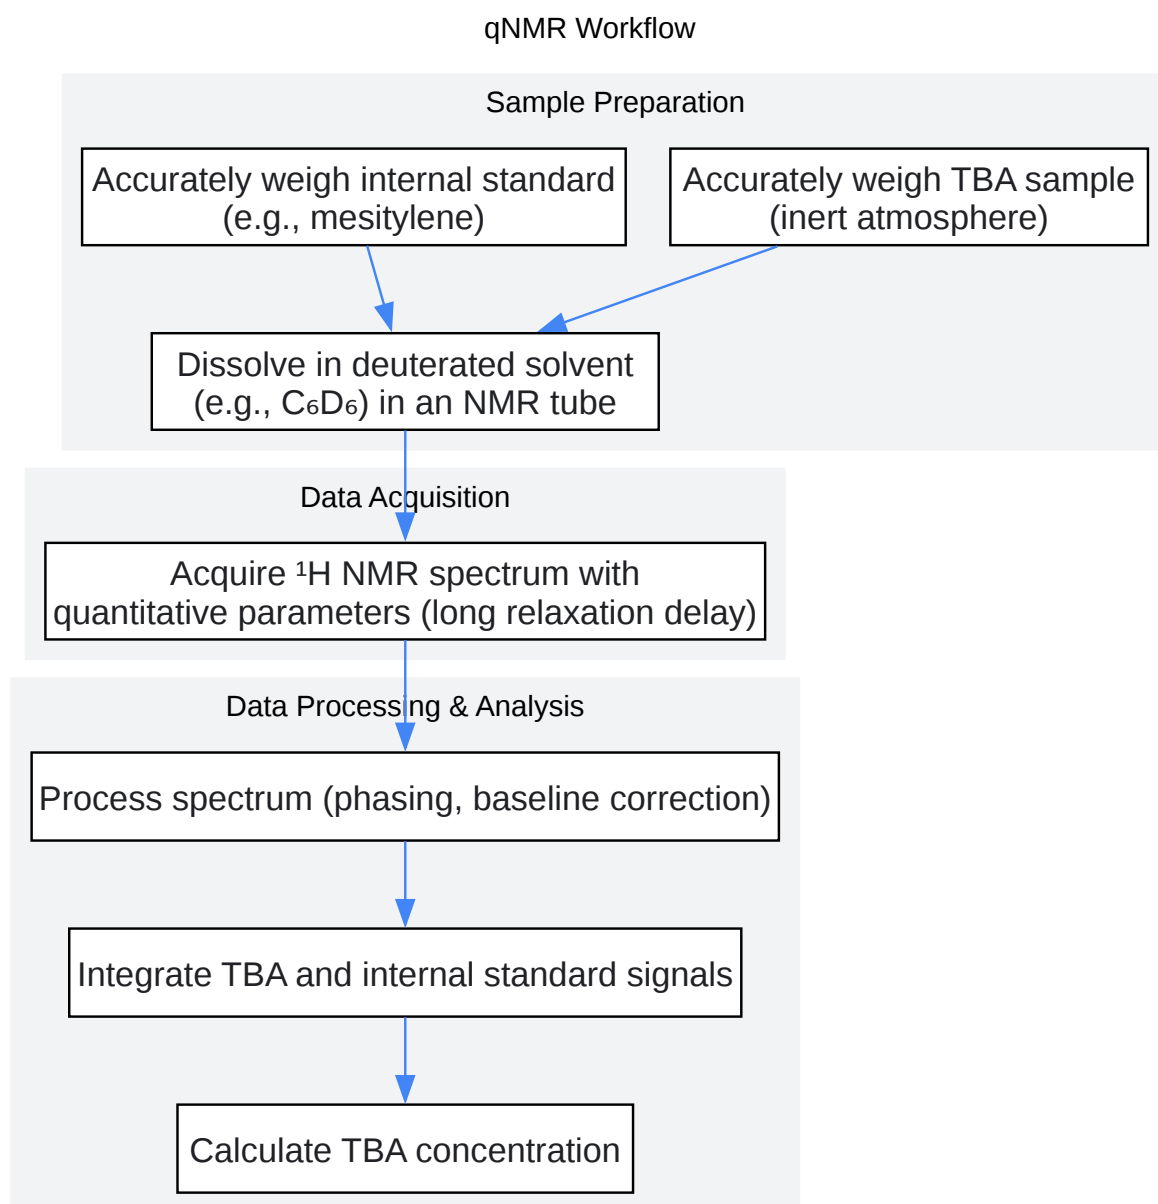 qNMR Workflow
Sample Preparation
Accurately weigh internal standard
(e.g., mesitylene)
Accurately weigh TBA sample
(inert atmosphere)
Dissolve in deuterated solvent
(e.g., C₆D₆) in an NMR tube
Data Acquisition
Acquire ¹H NMR spectrum with
quantitative parameters (long relaxation delay)
Data Processing & Analysis
Process spectrum (phasing, baseline correction)
Integrate TBA and internal standard signals
Calculate TBA concentration